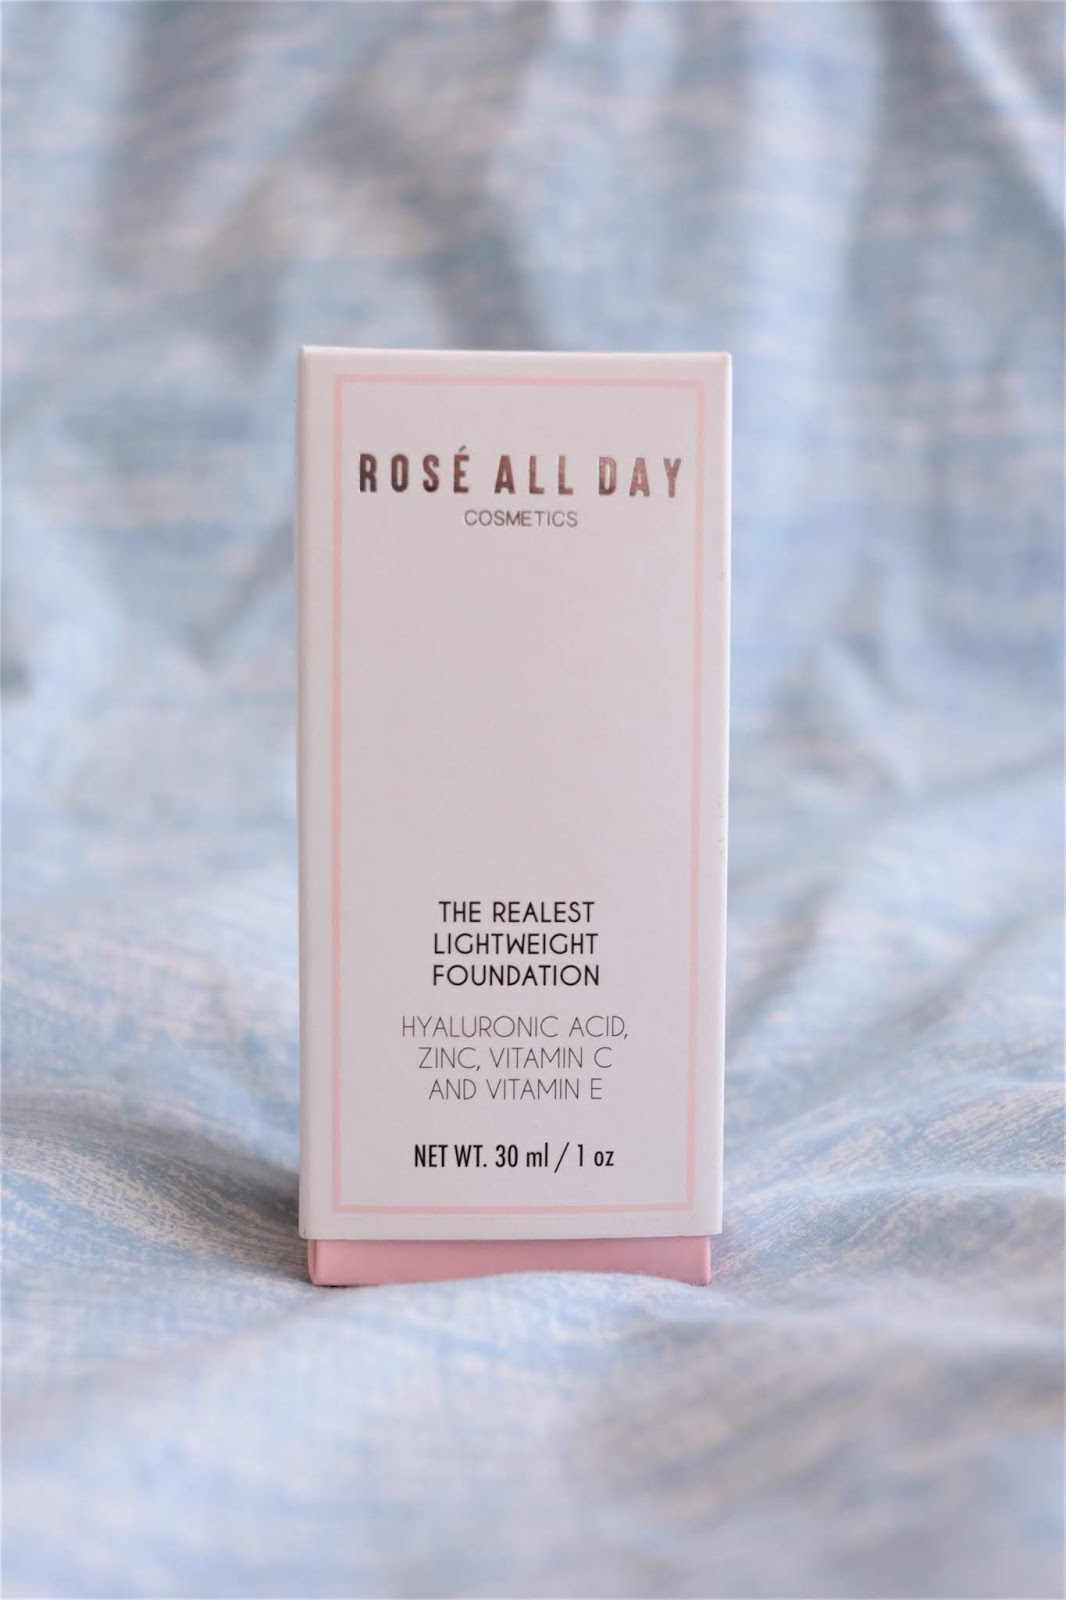 ROSÉ ALL DAY
COSMETICS
THE REALEST
LIGHTWEIGHT
FOUNDATION
HYALURONIC ACID,
ZINC, VITAMIN C
AND VITAMIN E
NET WT. 30 ml / 1 oz